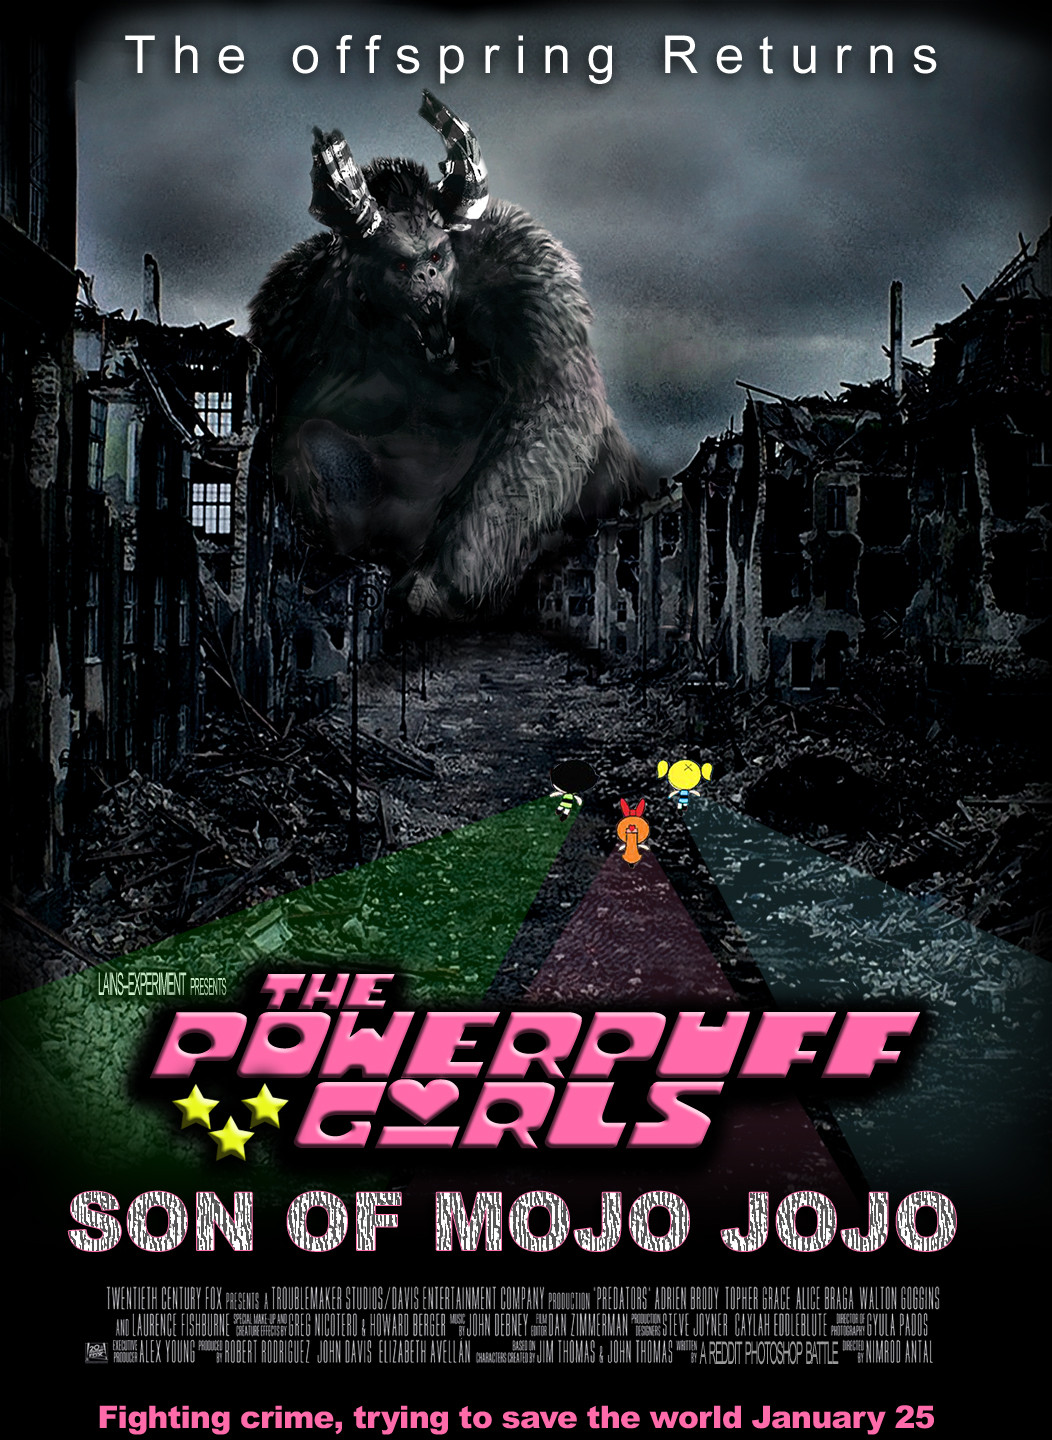 The offspring Returns
LAINS-EXPERIMENT PRESENTS
THE
POWERPUFF
GIRLS
SON OF MOJO JOJO
TWENTIETH CENTURY FOX PRESENTS A TROUBLEMAKER STUDIOS/DAVIS ENTERTAINMENT COMPANY PRODUCTION "PREDATORS" ADRIEN BRODY TOPHER GRACE ALICE BRAGA WALTON GOGGINS
AND LAURENCE FISHBURNE SPECIAL MAKE-UP AND CREATURE EFFECTS BY GREG NICOTERO & HOWARD BERGER MUSIC BY JOHN DEBNEY FILM EDITOR DAN ZIMMERMAN PRODUCTION DESIGNERS STEVE JOYNER CAYLAH EDDLEBLUTE DIRECTOR OF PHOTOGRAPHY GYULA PADOS
EXECUTIVE PRODUCER ALEX YOUNG PRODUCED BY ROBERT RODRIGUEZ JOHN DAVIS ELIZABETH AVELLAN BASED ON CHARACTERS CREATED BY JIM THOMAS & JOHN THOMAS WRITTEN BY A REDDIT PHOTOSHOP BATTLE DIRECTED BY NIMROD ANTAL
Fighting crime, trying to save the world January 25